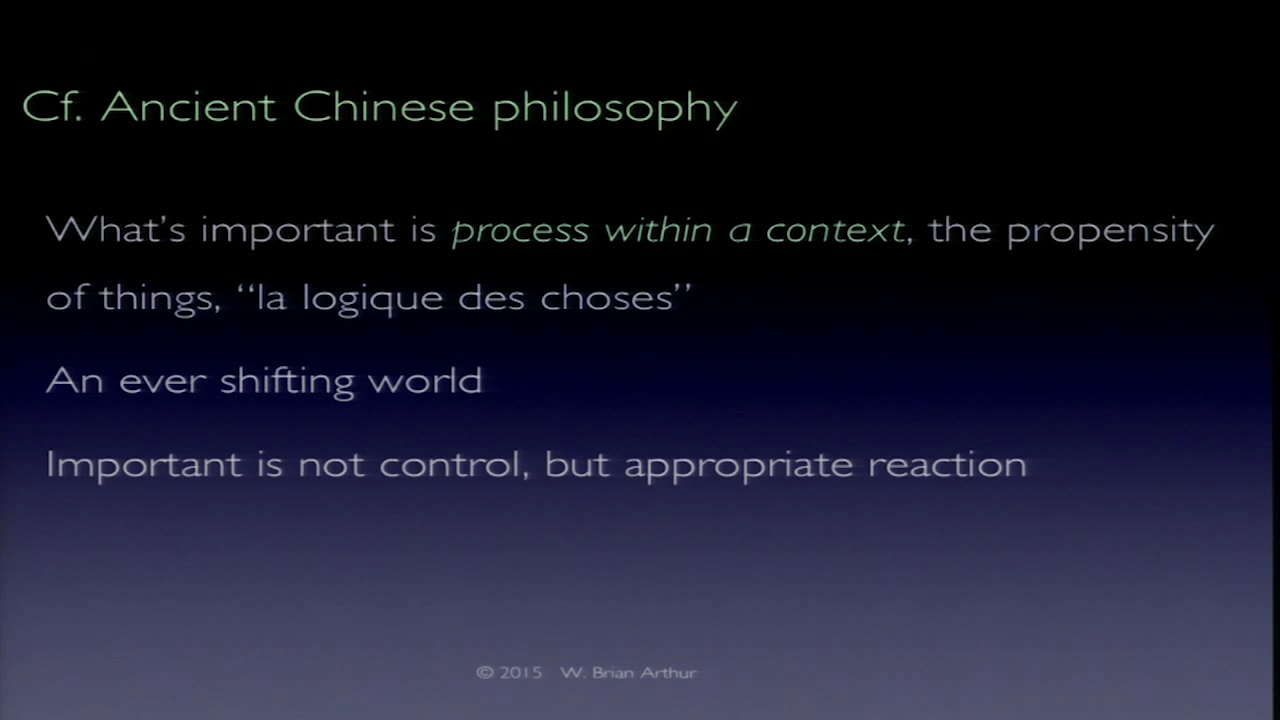 Cf. Ancient Chinese philosophy
What's important is process within a context, the propensity
of things, “la logique des choses”
An ever shifting world
Important is not control, but appropriate reaction
© 2015 W. Brian Arthur